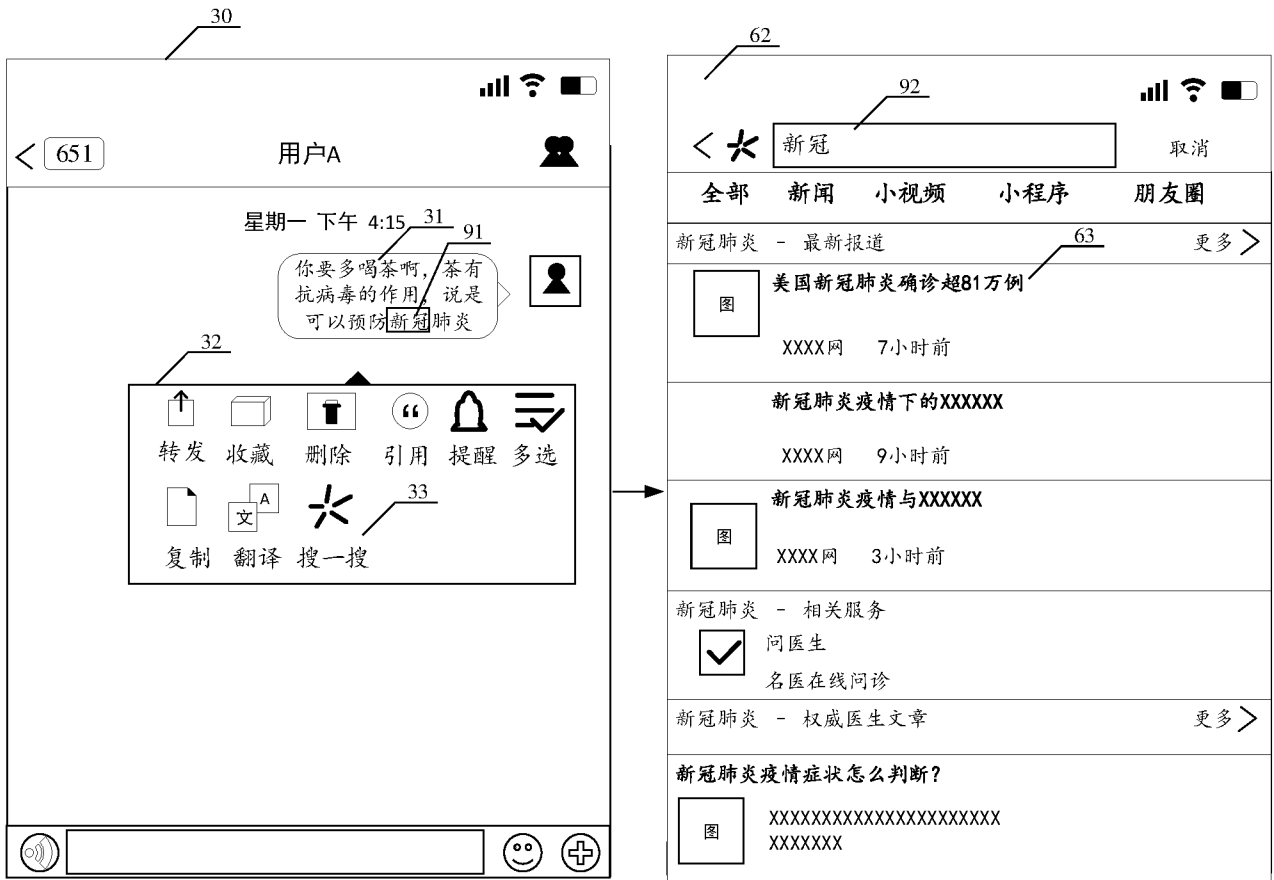 30
651
用户A
星期一 下午 4:15
31
91
你要多喝茶啊,茶有
抗病毒的作用,说是
可以预防新冠肺炎
32
转发 收藏 删除 引用 提醒 多选
A
文
33
复制 翻译 搜一搜
62
92
新冠
取消
全部 新闻 小视频 小程序 朋友圈
新冠肺炎 - 最新报道
63
更多
图
美国新冠肺炎确诊超81万例
XXXX网 7小时前
新冠肺炎疫情下的XXXXXX
XXXX网 9小时前
图
新冠肺炎疫情与XXXXXX
XXXX网 3小时前
新冠肺炎 - 相关服务
问医生
名医在线问诊
新冠肺炎 - 权威医生文章
更多
新冠肺炎疫情症状怎么判断?
图
XXXXXXXXXXXXXXXXXXXXXX
XXXXXXX